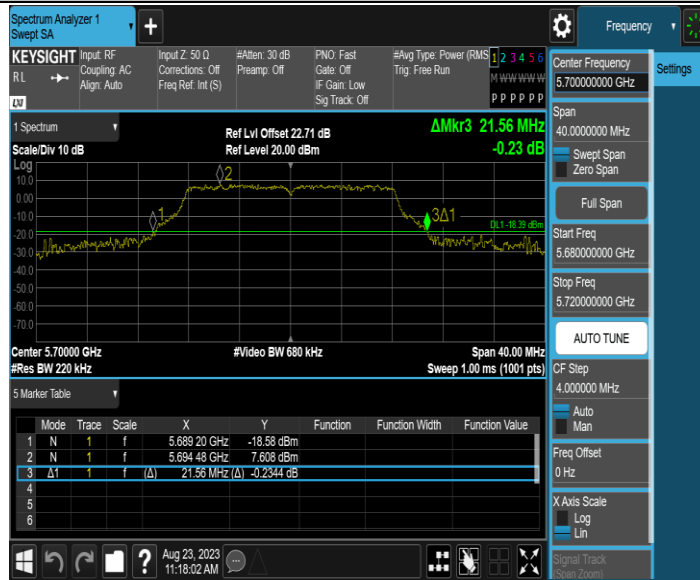 Spectrum Analyzer 1
Swept SA
+
Frequency
KEYSIGHT
RL
LXI
Input: RF
Coupling: AC
Align: Auto
Input Z: 50 Ω
Corrections: Off
Freq Ref: Int (S)
#Atten: 30 dB
Preamp: Off
PNO: Fast
Gate: Off
IF Gain: Low
Sig Track: Off
#Avg Type: Power (RMS
Trig: Free Run
1 2 3 4 5 6
M W W W W W
P P P P P P
1 Spectrum
Scale/Div 10 dB
Ref Lvl Offset 22.71 dB
Ref Level 20.00 dBm
ΔMkr3 21.56 MHz
-0.23 dB
Log
10.0
0.00
-10.0
-20.0
-30.0
-40.0
-50.0
-60.0
-70.0
1
2
3Δ1
DL1 -18.39 dBm
Center 5.70000 GHz
#Video BW 680 kHz
Span 40.00 MHz
#Res BW 220 kHz
Sweep 1.00 ms (1001 pts)
5 Marker Table
Mode Trace Scale X Y Function Function Width Function Value
1 N 1 f 5.689 20 GHz -18.58 dBm
2 N 1 f 5.694 48 GHz 7.608 dBm
3 Δ1 1 f (Δ) 21.56 MHz (Δ) -0.2344 dB
4
5
6
?
Aug 23, 2023
11:18:02 AM
Settings
Center Frequency
5.700000000 GHz
Span
40.0000000 MHz
Swept Span
Zero Span
Full Span
Start Freq
5.680000000 GHz
Stop Freq
5.720000000 GHz
AUTO TUNE
CF Step
4.000000 MHz
Auto
Man
Freq Offset
0 Hz
X Axis Scale
Log
Lin
Signal Track
(Span Zoom)